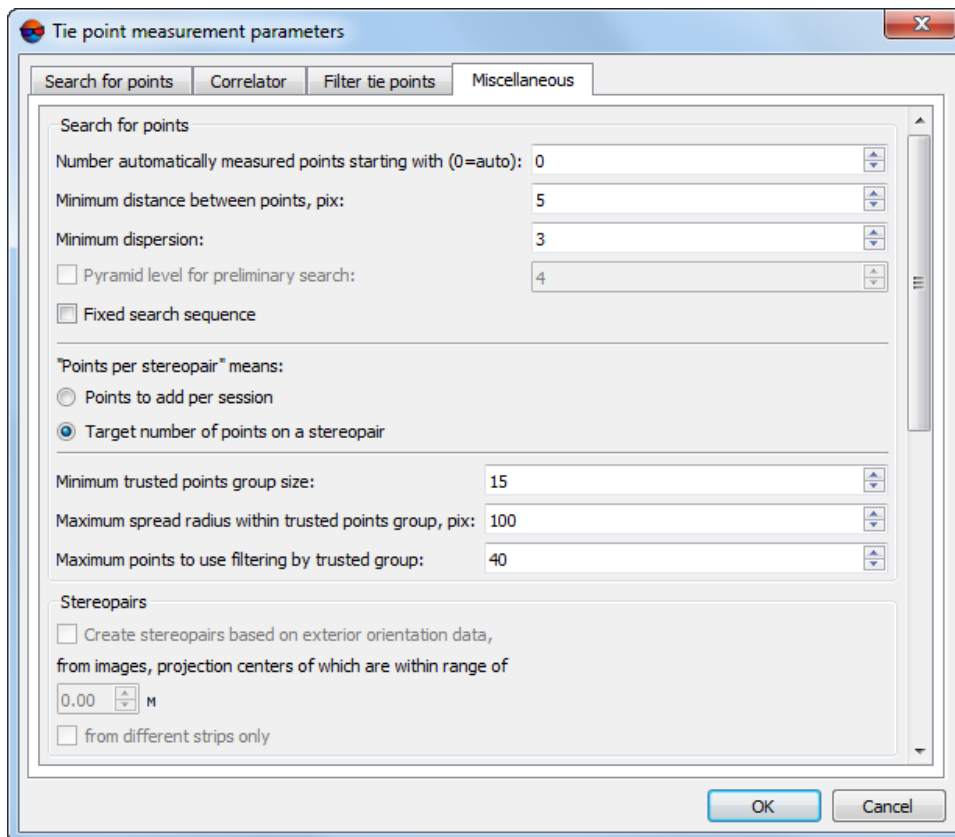 Tie point measurement parameters
Search for points Correlator Filter tie points Miscellaneous
Search for points
Number automatically measured points starting with (0=auto): 0
Minimum distance between points, pix: 5
Minimum dispersion: 3
Pyramid level for preliminary search: 4
Fixed search sequence
"Points per stereopair" means:
Points to add per session
Target number of points on a stereopair
Minimum trusted points group size: 15
Maximum spread radius within trusted points group, pix: 100
Maximum points to use filtering by trusted group: 40
Stereopairs
Create stereopairs based on exterior orientation data,
from images, projection centers of which are within range of
0.00 м
from different strips only
OK Cancel